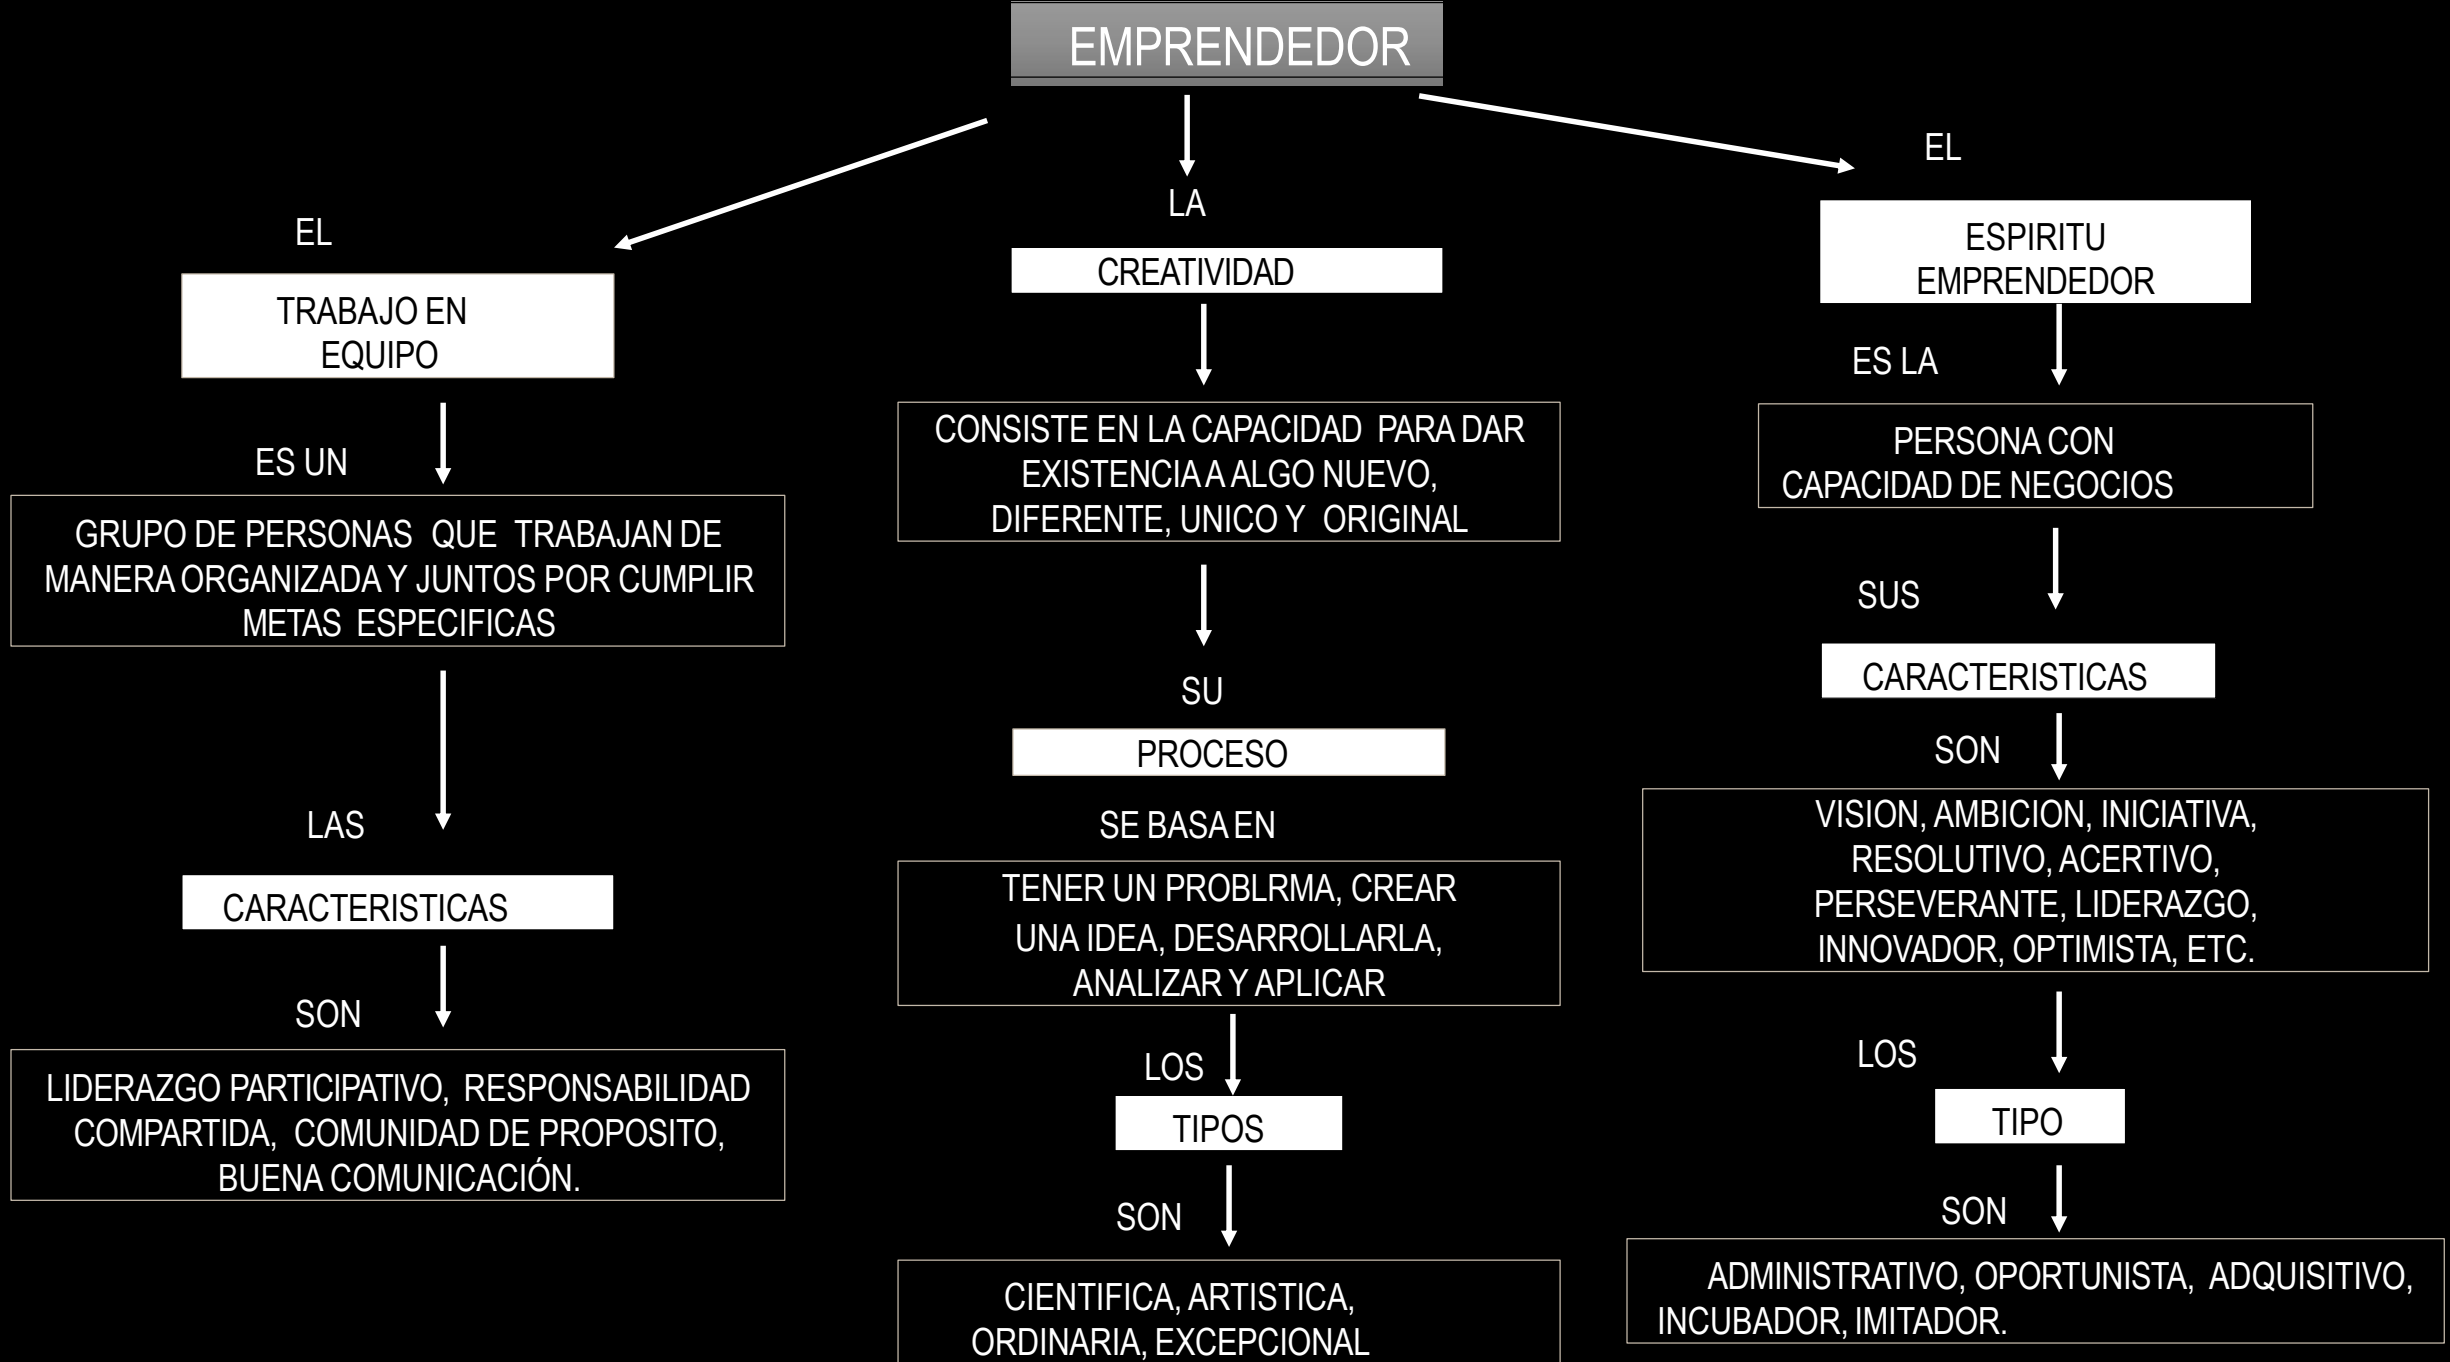 EMPRENDEDOR
EL
TRABAJO EN
EQUIPO
ES UN
GRUPO DE PERSONAS QUE TRABAJAN DE
MANERA ORGANIZADA Y JUNTOS POR CUMPLIR
METAS ESPECIFICAS
LAS
CARACTERISTICAS
SON
LIDERAZGO PARTICIPATIVO, RESPONSABILIDAD
COMPARTIDA, COMUNIDAD DE PROPOSITO,
BUENA COMUNICACIÓN.
LA
CREATIVIDAD
CONSISTE EN LA CAPACIDAD PARA DAR
EXISTENCIA A ALGO NUEVO,
DIFERENTE, UNICO Y ORIGINAL
SU
PROCESO
SE BASA EN
TENER UN PROBLRMA, CREAR
UNA IDEA, DESARROLLARLA,
ANALIZAR Y APLICAR
LOS
TIPOS
SON
CIENTIFICA, ARTISTICA,
ORDINARIA, EXCEPCIONAL
EL
ESPIRITU
EMPRENDEDOR
ES LA
PERSONA CON
CAPACIDAD DE NEGOCIOS
SUS
CARACTERISTICAS
SON
VISION, AMBICION, INICIATIVA,
RESOLUTIVO, ACERTIVO,
PERSEVERANTE, LIDERAZGO,
INNOVADOR, OPTIMISTA, ETC.
LOS
TIPO
SON
ADMINISTRATIVO, OPORTUNISTA, ADQUISITIVO,
INCUBADOR, IMITADOR.